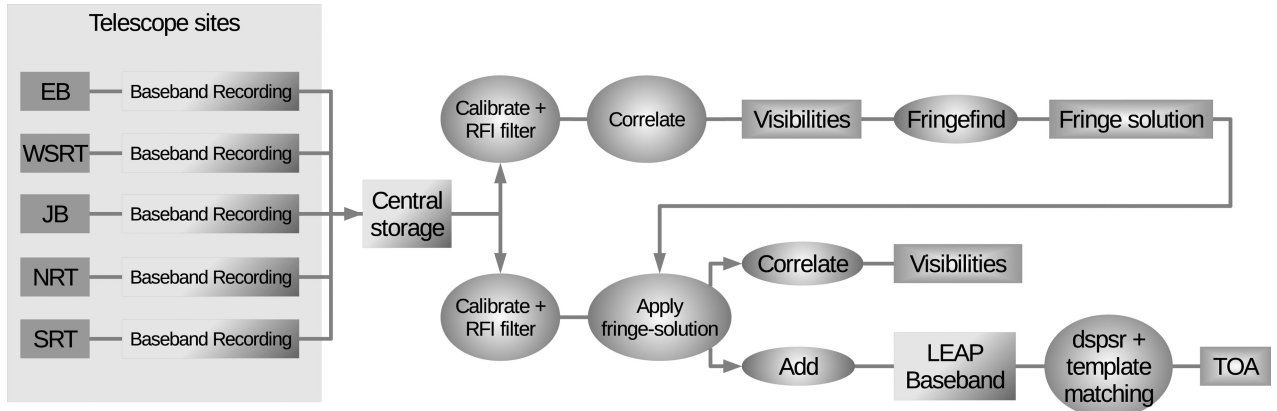 Telescope sites
EB
Baseband Recording
WSRT
Baseband Recording
JB
Baseband Recording
NRT
Baseband Recording
SRT
Baseband Recording
Central
storage
Calibrate +
RFI filter
Correlate
Visibilities
Fringefind
Fringe solution
Calibrate +
RFI filter
Apply
fringe-solution
Correlate
Visibilities
Add
LEAP
Baseband
dspsr +
template
matching
TOA